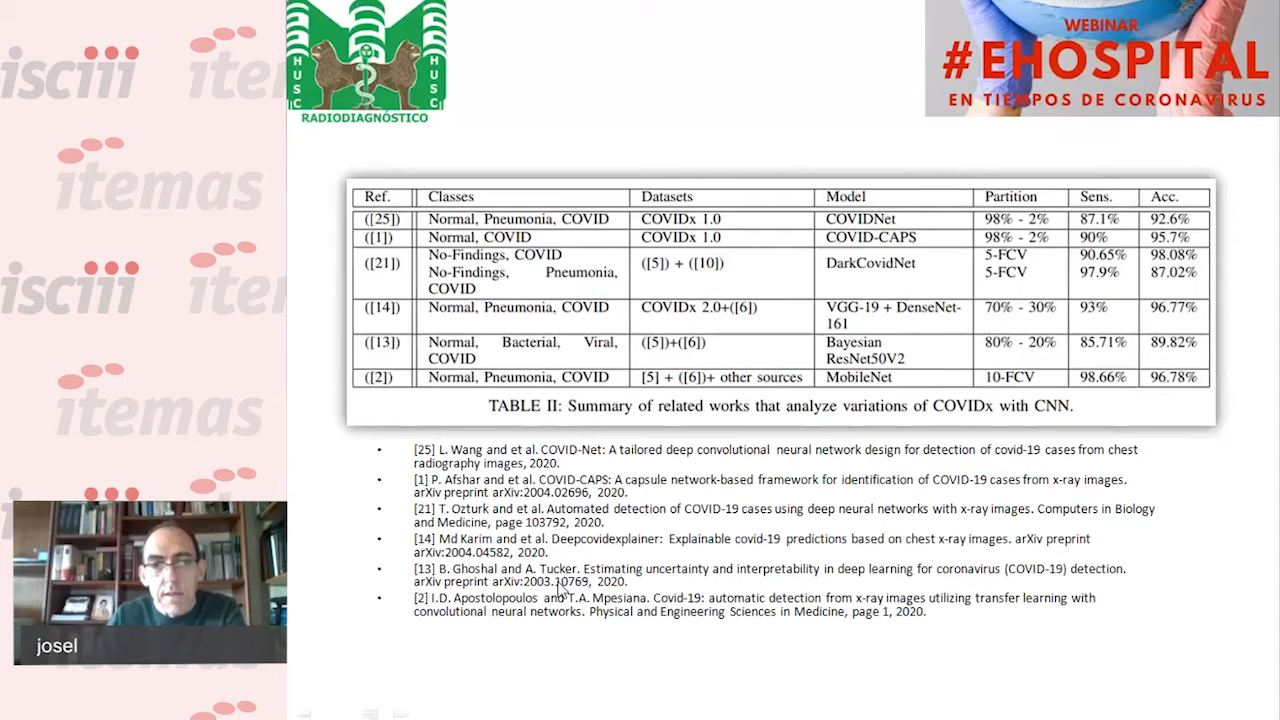 isciii
itemas
isciii
itemas
HUSC
HUSC
RADIODIAGNÓSTICO
WEBINAR
#EHOSPITAL
EN TIEMPOS DE CORONAVIRUS
Ref. Classes Datasets Model Partition Sens. Acc.
([25]) Normal, Pneumonia, COVID COVIDx 1.0 COVIDNet 98% - 2% 87.1% 92.6%
([1]) Normal, COVID COVIDx 1.0 COVID-CAPS 98% - 2% 90% 95.7%
([21]) No-Findings, COVID ([5]) + ([10]) DarkCovidNet 5-FCV 90.65% 98.08%
No-Findings, Pneumonia, 5-FCV 97.9% 87.02%
COVID
([14]) Normal, Pneumonia, COVID COVIDx 2.0+([6]) VGG-19 + DenseNet- 70% - 30% 93% 96.77%
161
([13]) Normal, Bacterial, Viral, ([5])+([6]) Bayesian 80% - 20% 85.71% 89.82%
COVID ResNet50V2
([2]) Normal, Pneumonia, COVID [5] + ([6])+ other sources MobileNet 10-FCV 98.66% 96.78%
TABLE II: Summary of related works that analyze variations of COVIDx with CNN.
• [25] L. Wang and et al. COVID-Net: A tailored deep convolutional neural network design for detection of covid-19 cases from chest
radiography images, 2020.
• [1] P. Afshar and et al. COVID-CAPS: A capsule network-based framework for identification of COVID-19 cases from x-ray images.
arXiv preprint arXiv:2004.02696, 2020.
• [21] T. Ozturk and et al. Automated detection of COVID-19 cases using deep neural networks with x-ray images. Computers in Biology
and Medicine, page 103792, 2020.
• [14] Md Karim and et al. Deepcovidexplainer: Explainable covid-19 predictions based on chest x-ray images. arXiv preprint
arXiv:2004.04582, 2020.
• [13] B. Ghoshal and A. Tucker. Estimating uncertainty and interpretability in deep learning for coronavirus (COVID-19) detection.
arXiv preprint arXiv:2003.10769, 2020.
• [2] I.D. Apostolopoulos and T.A. Mpesiana. Covid-19: automatic detection from x-ray images utilizing transfer learning with
convolutional neural networks. Physical and Engineering Sciences in Medicine, page 1, 2020.
itemas
isciii
josel